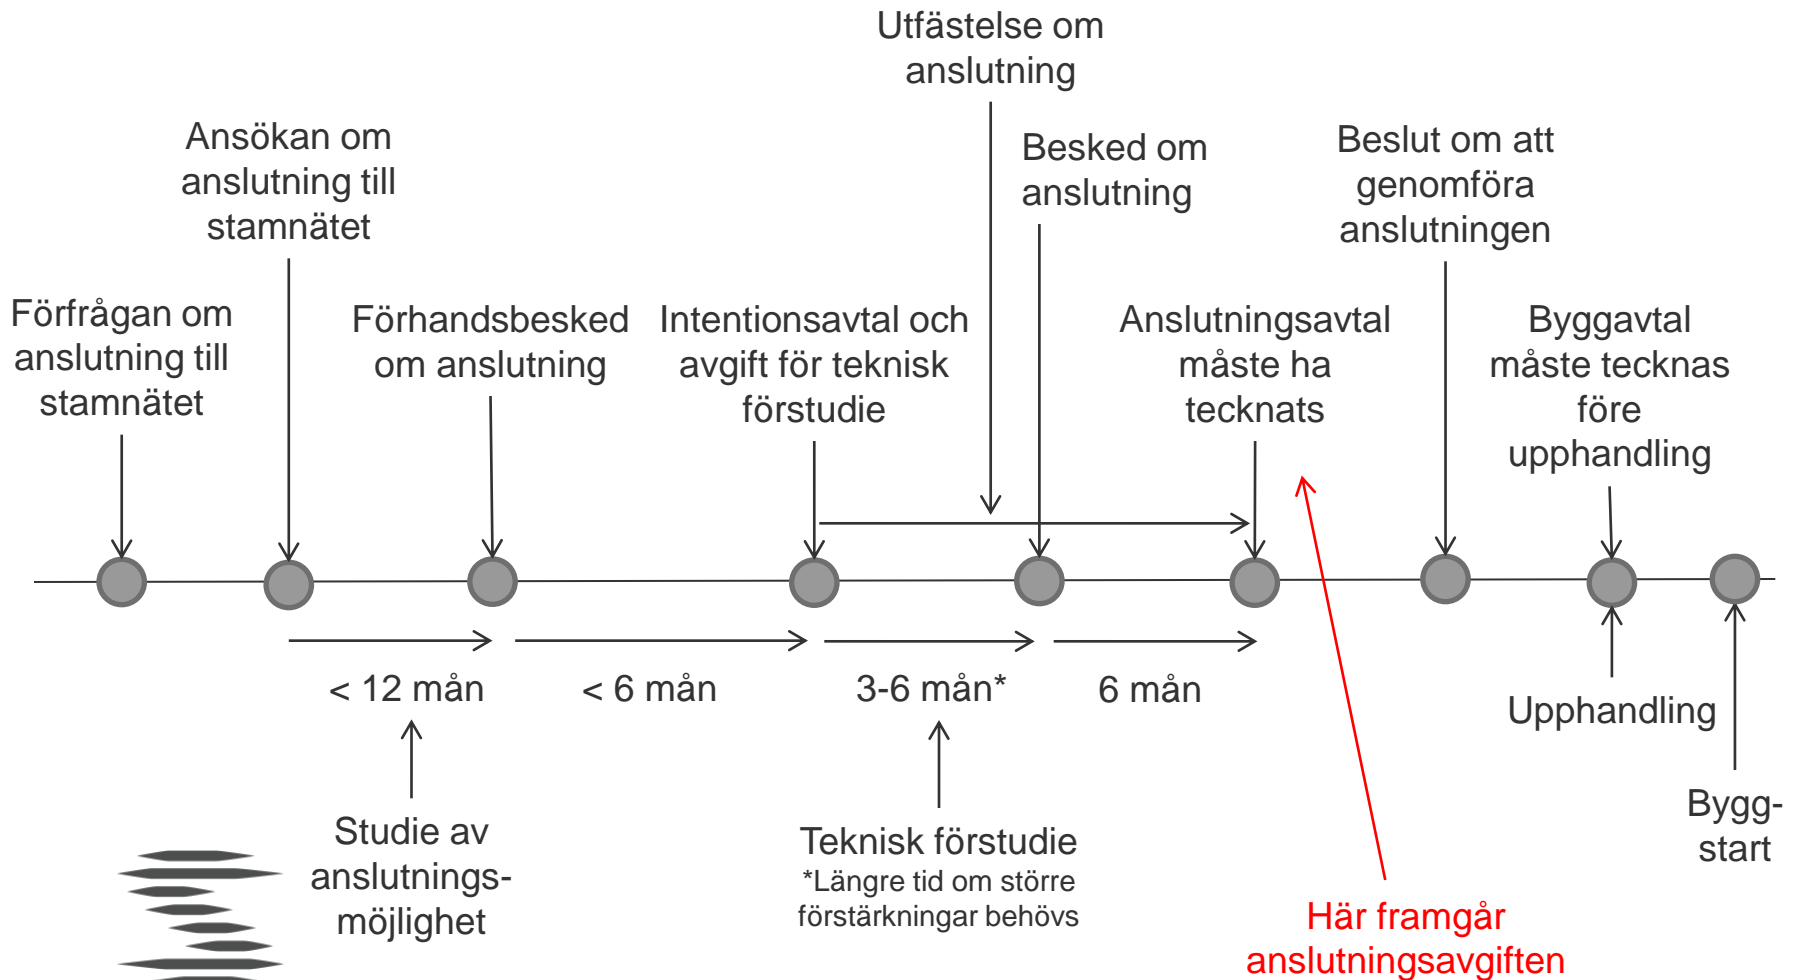 Utfästelse om
anslutning
Ansökan om
anslutning till
stamnätet
Besked om
anslutning
Beslut om att
genomföra
anslutningen
Förfrågan om
anslutning till
stamnätet
Förhandsbesked
om anslutning
Intentionsavtal och
avgift för teknisk
förstudie
Anslutningsavtal
måste ha
tecknats
Byggavtal
måste tecknas
före
upphandling
< 12 mån
< 6 mån
3-6 mån*
6 mån
Upphandling
Bygg-
start
Studie av
anslutnings-
möjlighet
Teknisk förstudie
*Längre tid om större
förstärkningar behövs
Här framgår
anslutningsavgiften